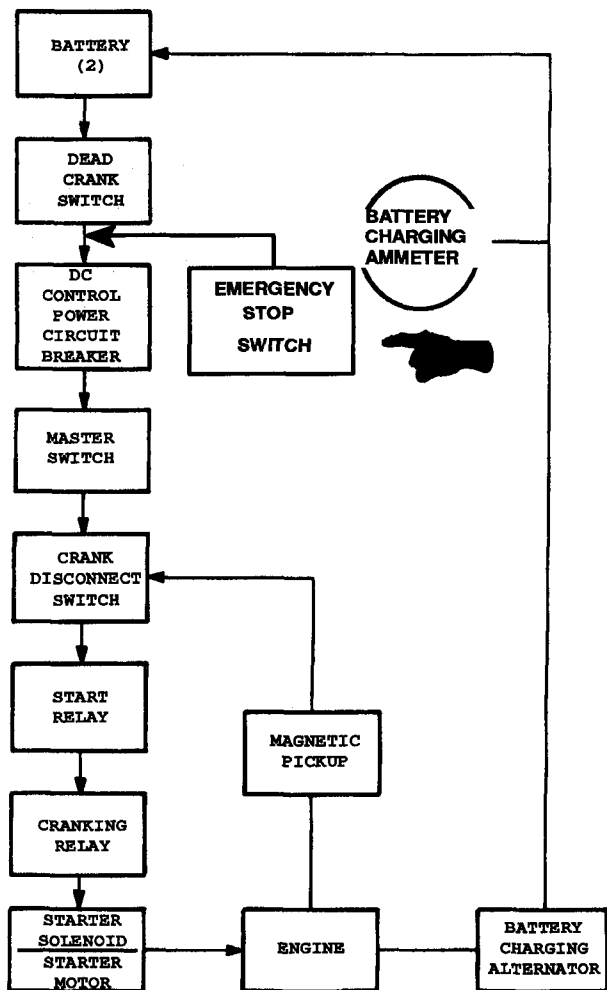 BATTERY
(2)
DEAD
CRANK
SWITCH
BATTERY
CHARGING
AMMETER
DC
CONTROL
POWER
CIRCUIT
BREAKER
EMERGENCY
STOP
SWITCH
MASTER
SWITCH
CRANK
DISCONNECT
SWITCH
START
RELAY
MAGNETIC
PICKUP
CRANKING
RELAY
STARTER
SOLENOID
STARTER
MOTOR
ENGINE
BATTERY
CHARGING
ALTERNATOR